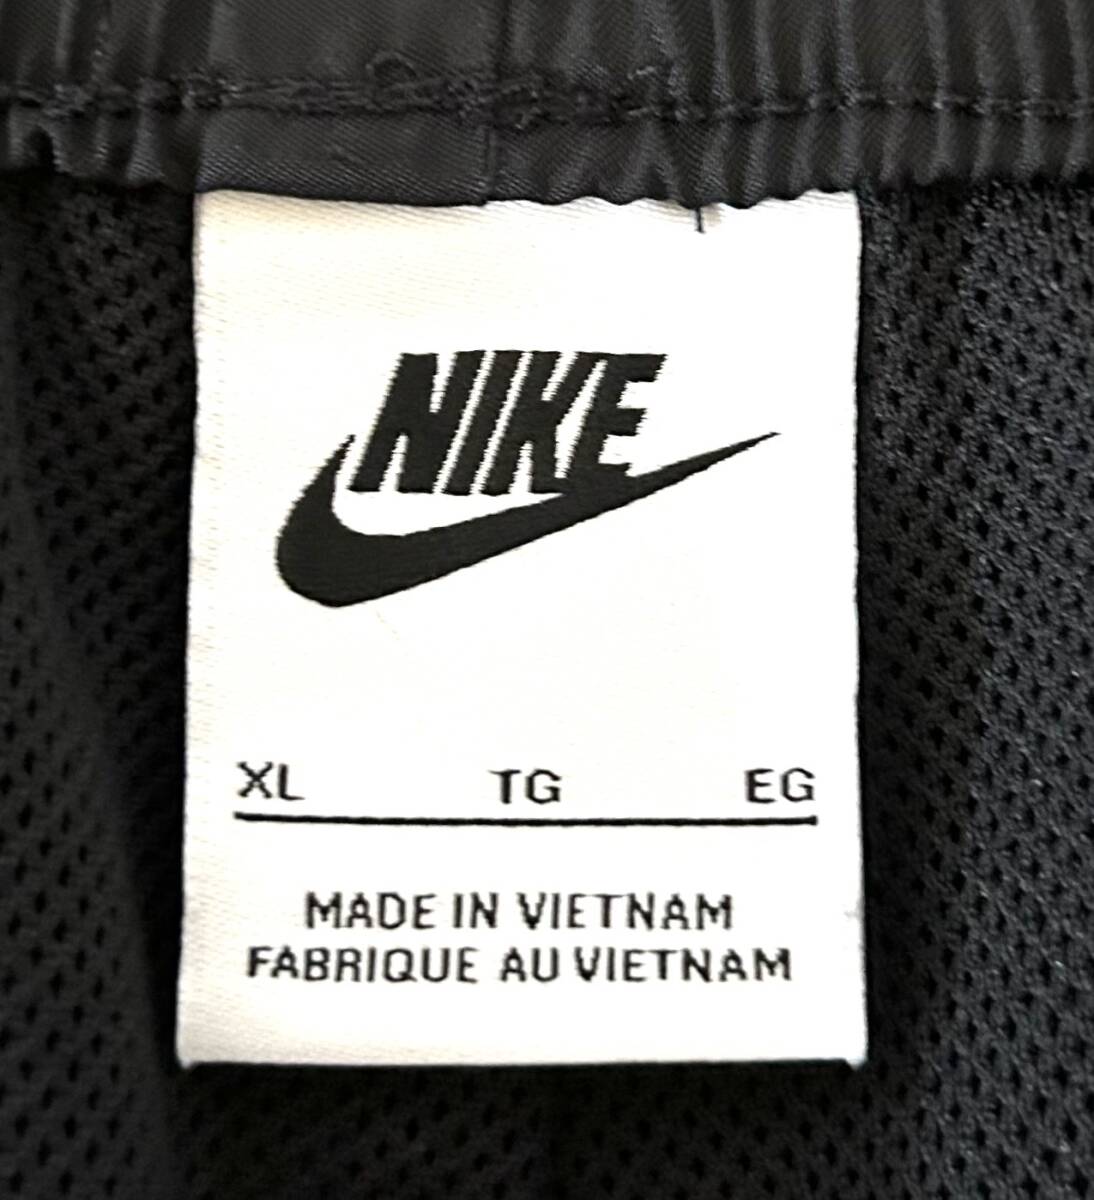 NIKE
XL TG EG
MADE IN VIETNAM
FABRIQUE AU VIETNAM